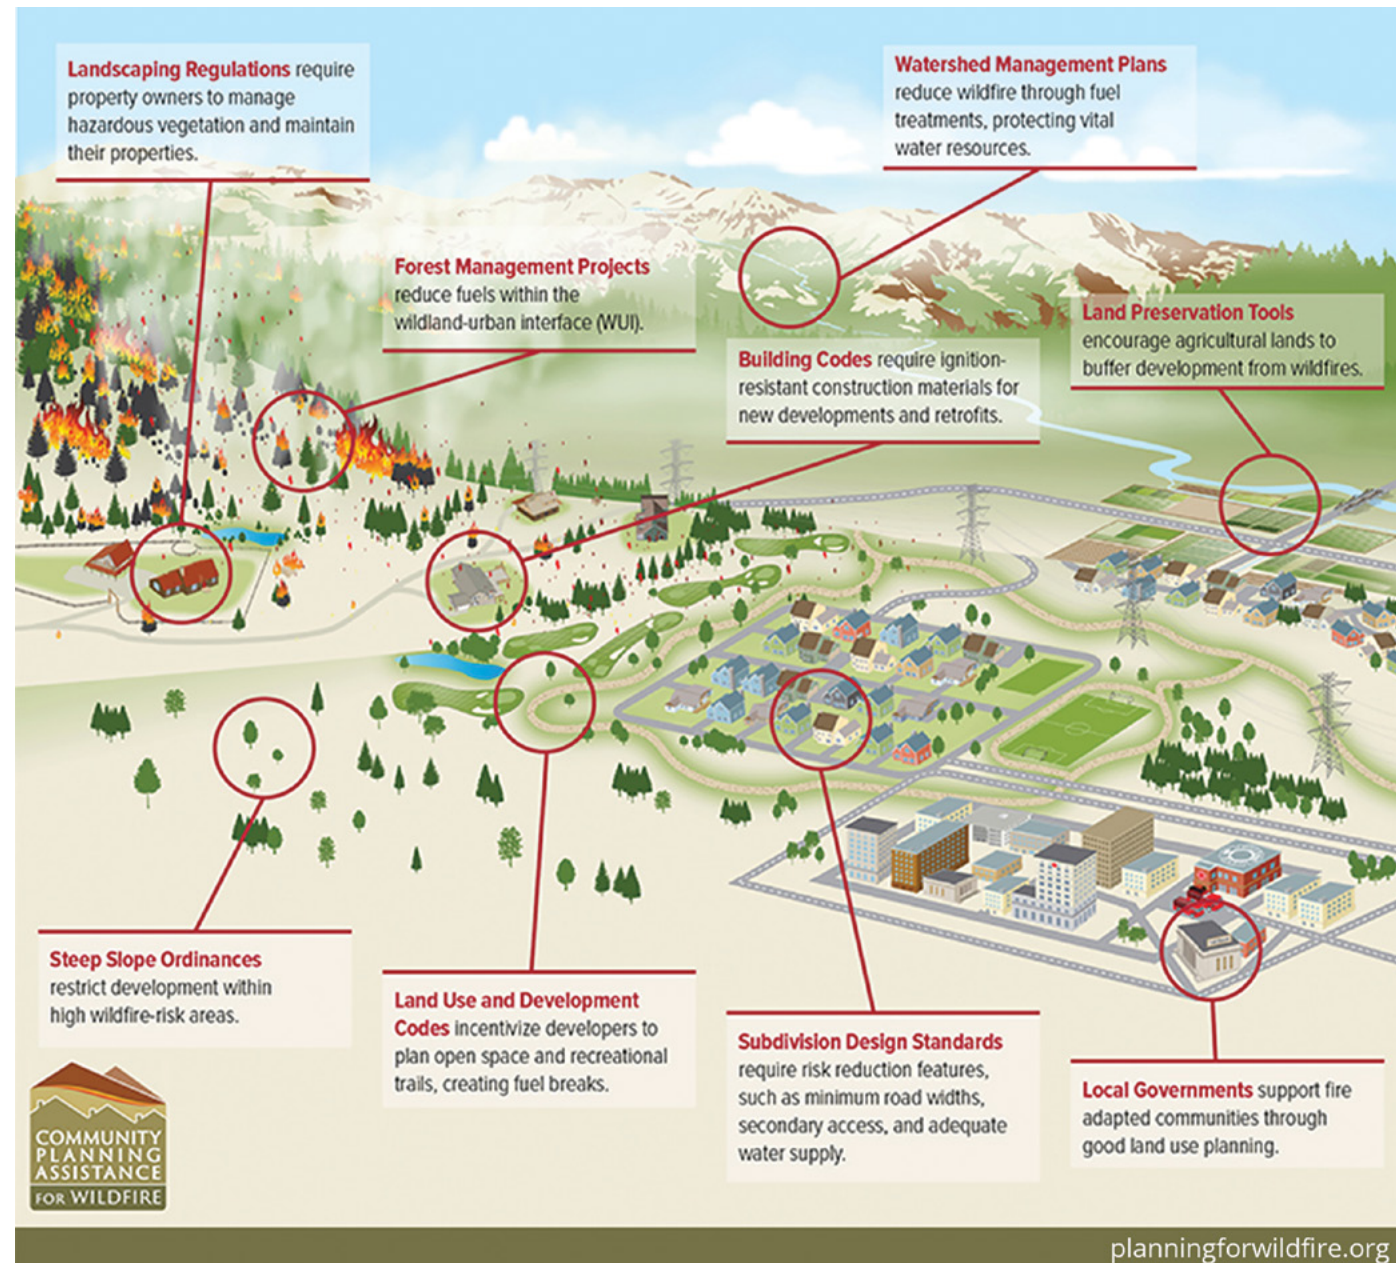 Landscaping Regulations require
property owners to manage
hazardous vegetation and maintain
their properties.
Watershed Management Plans
reduce wildfire through fuel
treatments, protecting vital
water resources.
Forest Management Projects
reduce fuels within the
wildland-urban interface (WUI).
Building Codes require ignition-
resistant construction materials for
new developments and retrofits.
Land Preservation Tools
encourage agricultural lands to
buffer development from wildfires.
Steep Slope Ordinances
restrict development within
high wildfire-risk areas.
Land Use and Development
Codes incentivize developers to
plan open space and recreational
trails, creating fuel breaks.
Subdivision Design Standards
require risk reduction features,
such as minimum road widths,
secondary access, and adequate
water supply.
Local Governments support fire
adapted communities through
good land use planning.
COMMUNITY
PLANNING
ASSISTANCE
FOR WILDFIRE
planningforwildfire.org